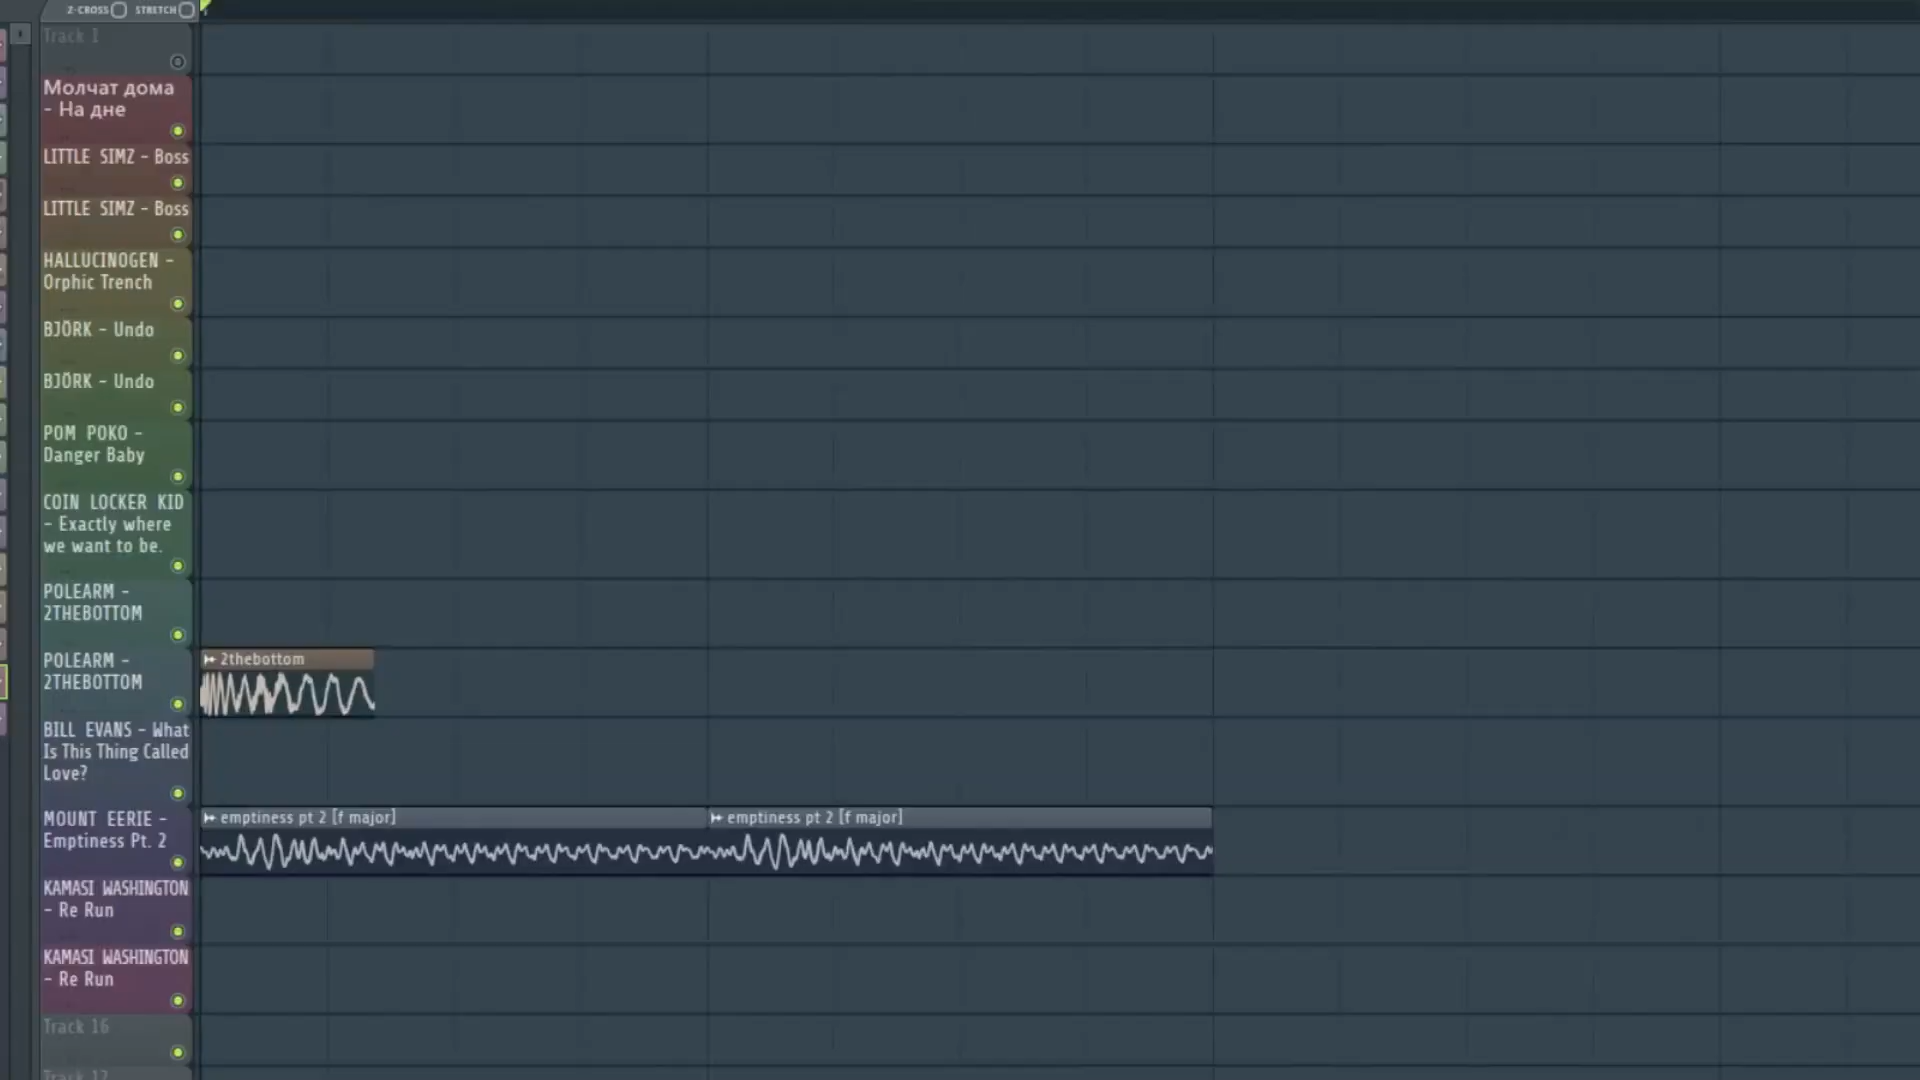 Z-CROSS STRETCH
Track 1
Молчат дома
- На дне
LITTLE SIMZ - Boss
LITTLE SIMZ - Boss
HALLUCINOGEN -
Orphic Trench
BJÖRK - Undo
BJÖRK - Undo
POM POKO -
Danger Baby
COIN LOCKER KID
- Exactly where
we want to be.
POLEARM -
2THEBOTTOM
POLEARM -
2THEBOTTOM
2thebottom
BILL EVANS - What
Is This Thing Called
Love?
MOUNT EERIE -
Emptiness Pt. 2
emptiness pt 2 [f major]
emptiness pt 2 [f major]
KAMASI WASHINGTON
- Re Run
KAMASI WASHINGTON
- Re Run
Track 16
Track 17